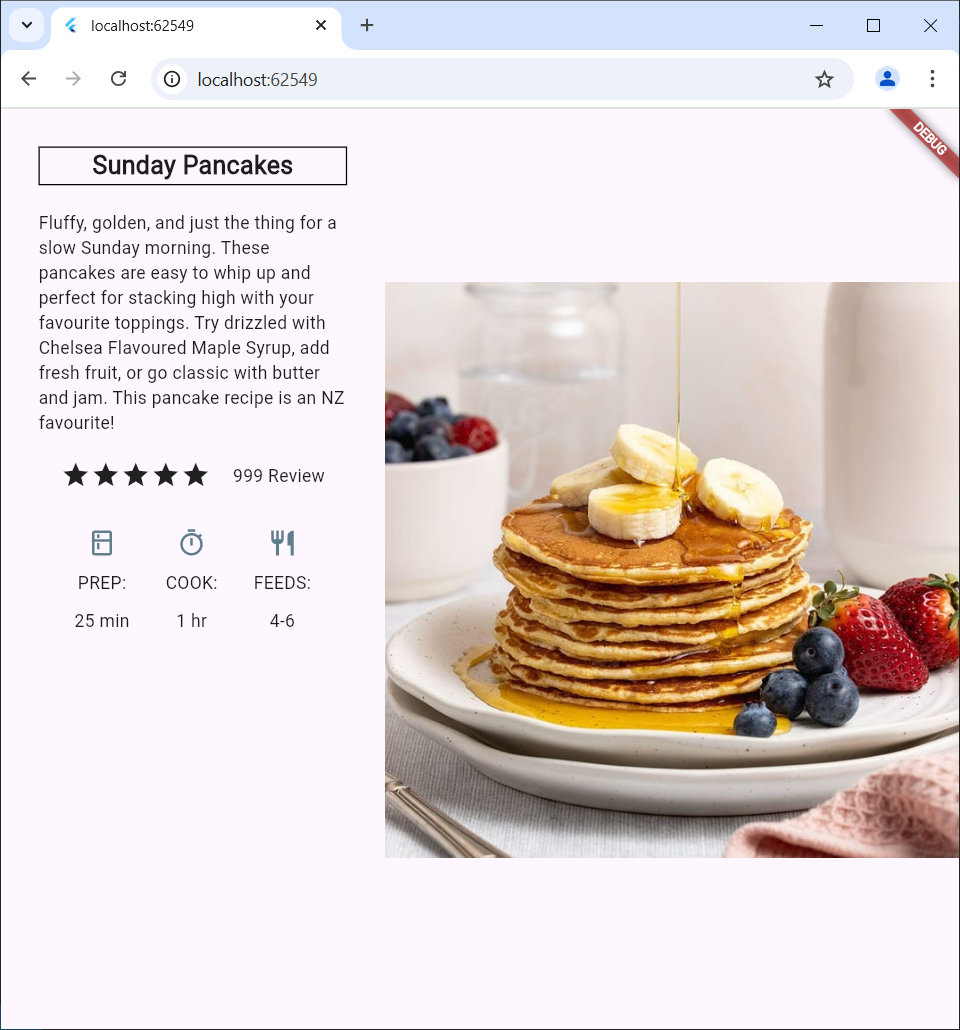 localhost:62549
localhost:62549
DEBUG
Sunday Pancakes
Fluffy, golden, and just the thing for a
slow Sunday morning. These
pancakes are easy to whip up and
perfect for stacking high with your
favourite toppings. Try drizzled with
Chelsea Flavoured Maple Syrup, add
fresh fruit, or go classic with butter
and jam. This pancake recipe is an NZ
favourite!
999 Review
PREP: COOK: FEEDS:
25 min 1 hr 4-6